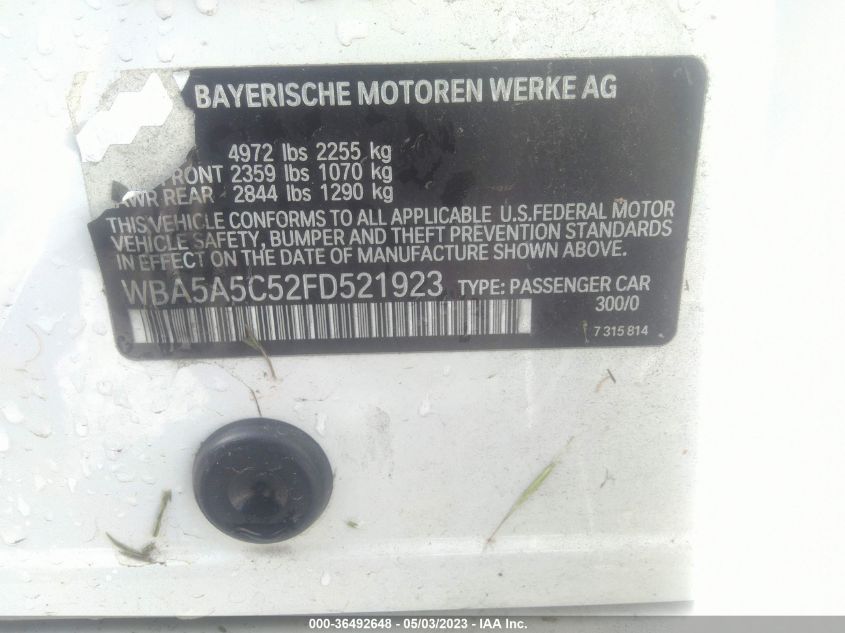 BAYERISCHE MOTOREN WERKE AG
4972 lbs 2255 kg
FRONT 2359 lbs 1070 kg
REAR 2844 lbs 1290 kg
THIS VEHICLE CONFORMS TO ALL APPLICABLE U.S.FEDERAL MOTOR
VEHICLE SAFETY, BUMPER AND THEFT PREVENTION STANDARDS
IN EFFECT ON THE DATE OF MANUFACTURE SHOWN ABOVE.
WBA5A5C52FD521923 TYPE: PASSENGER CAR
300/0
7 315 814
000-36492648 - 05/03/2023 - IAA Inc.